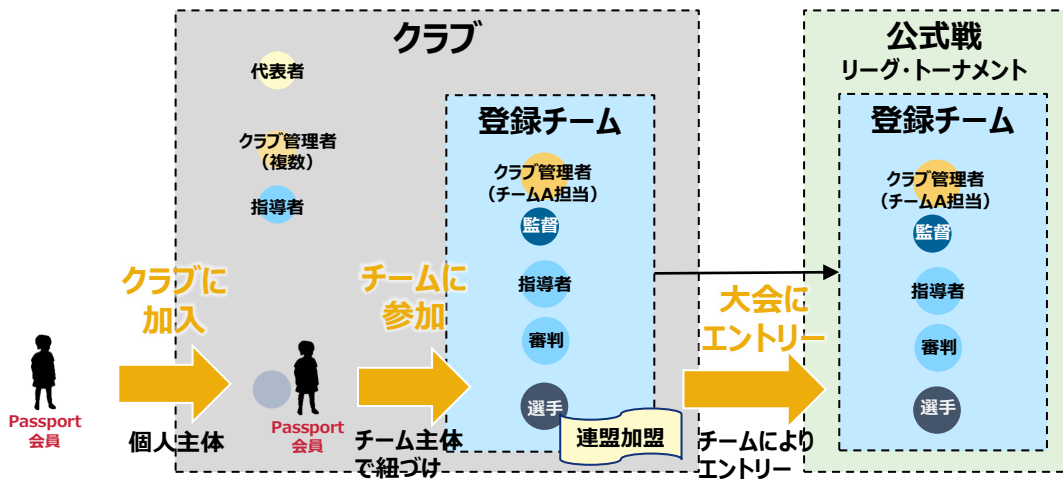 クラブ
代表者
クラブ管理者
（複数）
指導者
クラブに
加入
Passport
会員
個人主体
Passport
会員
チームに
参加
チーム主体
で紐づけ
登録チーム
クラブ管理者
（チームA担当）
監督
指導者
審判
選手
連盟加盟
大会に
エントリー
チームにより
エントリー
公式戦
リーグ・トーナメント
登録チーム
クラブ管理者
（チームA担当）
監督
指導者
審判
選手